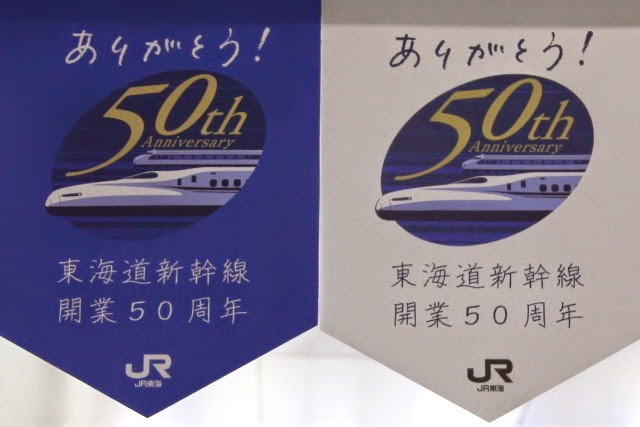 ありがとう!
50th
Anniversary
東海道新幹線
開業50周年
JR
JR東海
ありがとう!
50th
Anniversary
東海道新幹線
開業50周年
JR
JR東海